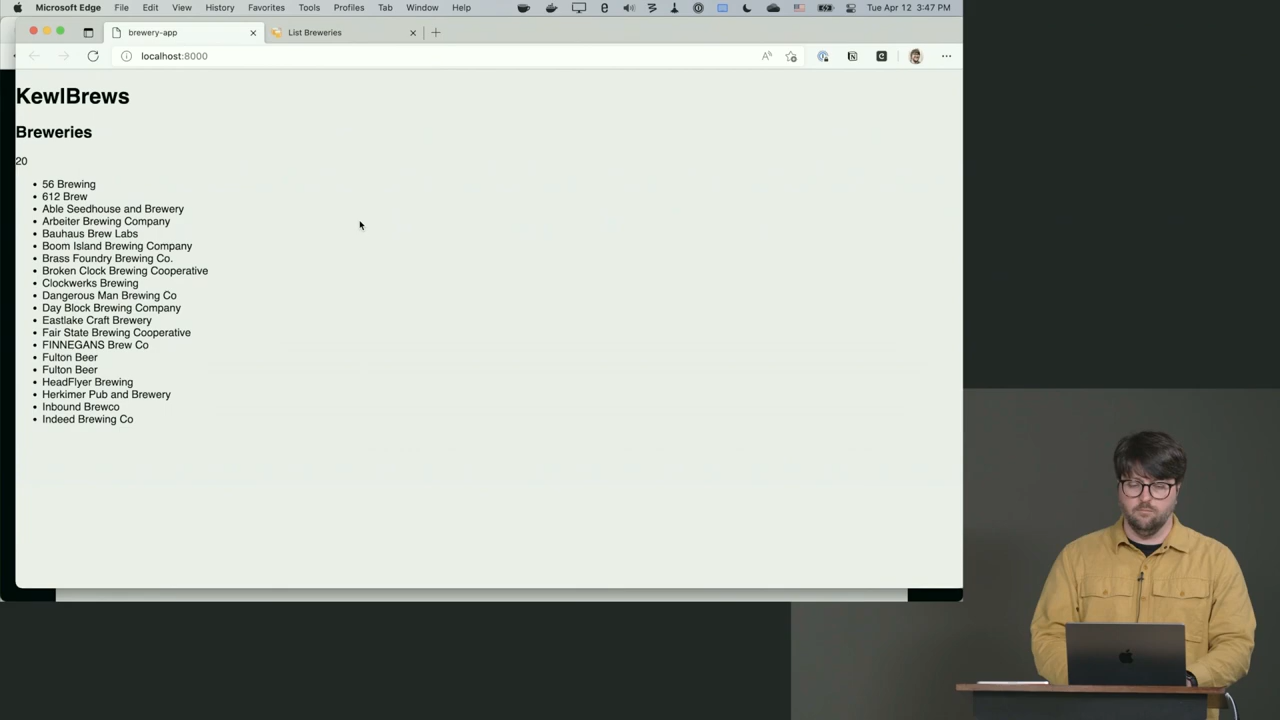 Microsoft Edge File Edit View History Favorites Tools Profiles Tab Window Help Tue Apr 12 3:47 PM
brewery-app List Breweries
localhost:8000
KewlBrews
Breweries
20
56 Brewing
612 Brew
Able Seedhouse and Brewery
Arbeiter Brewing Company
Bauhaus Brew Labs
Boom Island Brewing Company
Brass Foundry Brewing Co.
Broken Clock Brewing Cooperative
Clockwerks Brewing
Dangerous Man Brewing Co
Day Block Brewing Company
Eastlake Craft Brewery
Fair State Brewing Cooperative
FINNEGANS Brew Co
Fulton Beer
Fulton Beer
HeadFlyer Brewing
Herkimer Pub and Brewery
Inbound Brewco
Indeed Brewing Co